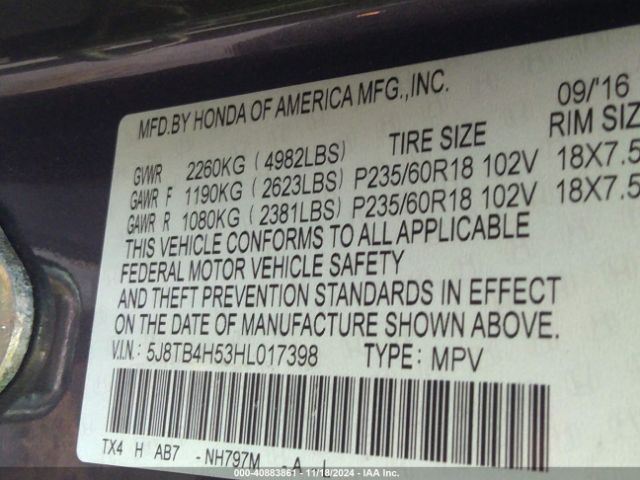 MFD.BY HONDA OF AMERICA MFG.,INC. 09/'16
TIRE SIZE RIM SIZ
GVWR 2260KG (4982LBS)
GAWR F 1190KG (2623LBS) P235/60R18 102V 18X7.5
GAWR R 1080KG (2381LBS) P235/60R18 102V 18X7.5
THIS VEHICLE CONFORMS TO ALL APPLICABLE
FEDERAL MOTOR VEHICLE SAFETY
AND THEFT PREVENTION STANDARDS IN EFFECT
ON THE DATE OF MANUFACTURE SHOWN ABOVE.
V.I.N.: 5J8TB4H53HL017398 TYPE: MPV
TX4 H AB7 - NH797M - A
© 40883861 - 11/18/2024 - IAA Inc.